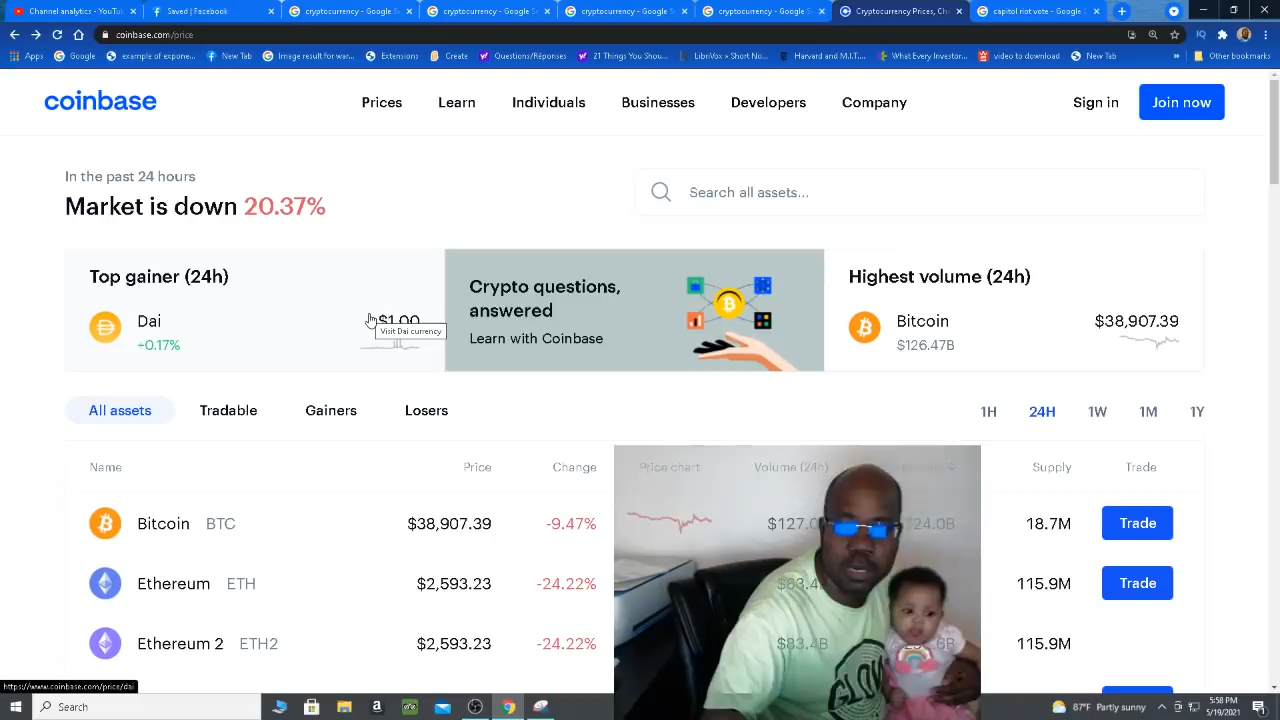 Channel analytics - YouTub
Saved | Facebook
cryptocurrency - Google S
cryptocurrency - Google S
cryptocurrency - Google S
cryptocurrency - Google S
Cryptocurrency Prices, Ch
capitol riot vote - Google S
coinbase.com/price
Apps
Google
example of expone...
New Tab
Image result for war...
Extensions
Create
Questions/Réponses
21 Things You Shou...
LibriVox > Short No...
Harvard and M.I.T....
What Every Investor...
video to download
New Tab
Other bookmarks
coinbase
Prices
Learn
Individuals
Businesses
Developers
Company
Sign in
Join now
In the past 24 hours
Market is down 20.37%
Search all assets...
Top gainer (24h)
Dai
$1.00
+0.17%
Visit Dai currency
Crypto questions,
answered
Learn with Coinbase
Highest volume (24h)
Bitcoin
$38,907.39
$126.47B
All assets
Tradable
Gainers
Losers
1H
24H
1W
1M
1Y
Name
Price
Change
Price chart
Volume (24h)
Supply
Trade
Bitcoin BTC
$38,907.39
-9.47%
18.7M
Trade
Ethereum ETH
$2,593.23
-24.22%
115.9M
Trade
Ethereum 2 ETH2
$2,593.23
-24.22%
$83.4B
115.9M
GLOW
https://www.coinbase.com/price/dai
Search
87°F Partly sunny
5:58 PM
5/19/2021